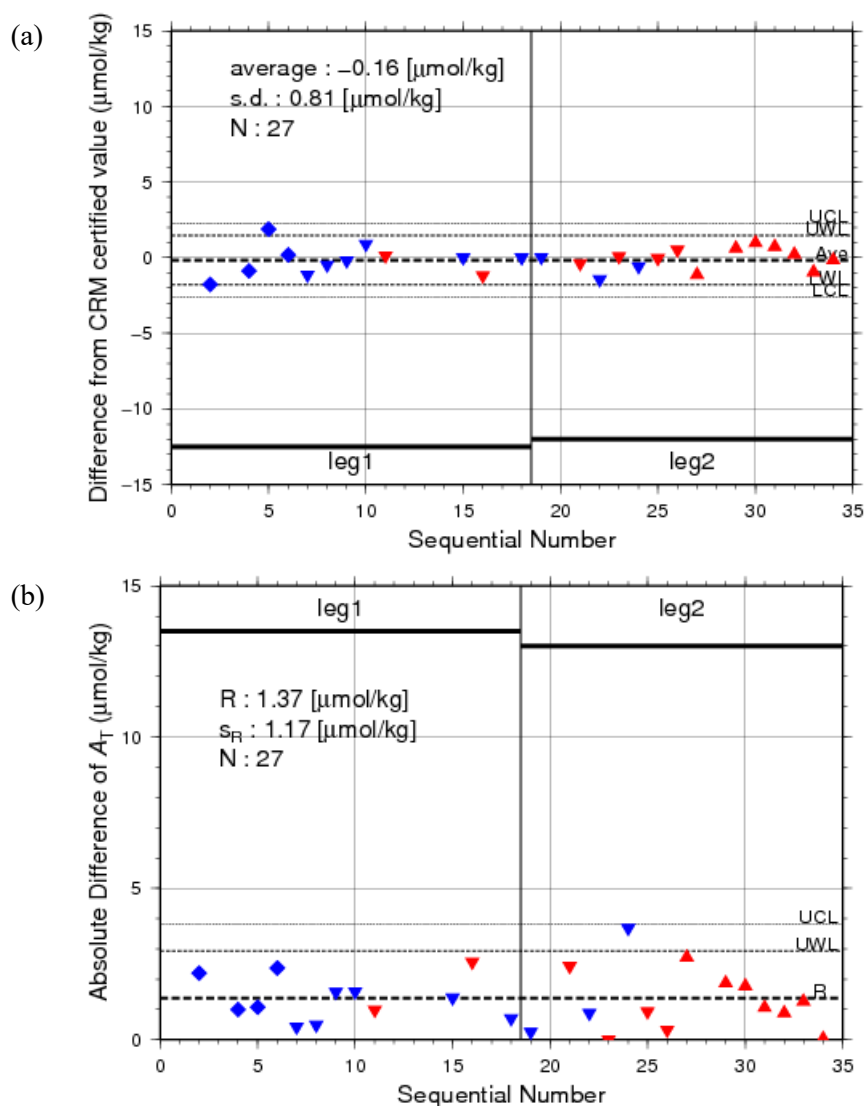 (a)
Difference from CRM certified value (μmol/kg)
15
10
5
0
−5
−10
−15
average : −0.16 [μmol/kg]
s.d. : 0.81 [μmol/kg]
N : 27
UCL
UWL
Ave
LWL
LCL
leg1
leg2
0 5 10 15 20 25 30 35
Sequential Number
(b)
Absolute Difference of A_T (μmol/kg)
15
10
5
0
leg1
leg2
R : 1.37 [μmol/kg]
s_R : 1.17 [μmol/kg]
N : 27
UCL
UWL
R
0 5 10 15 20 25 30 35
Sequential Number